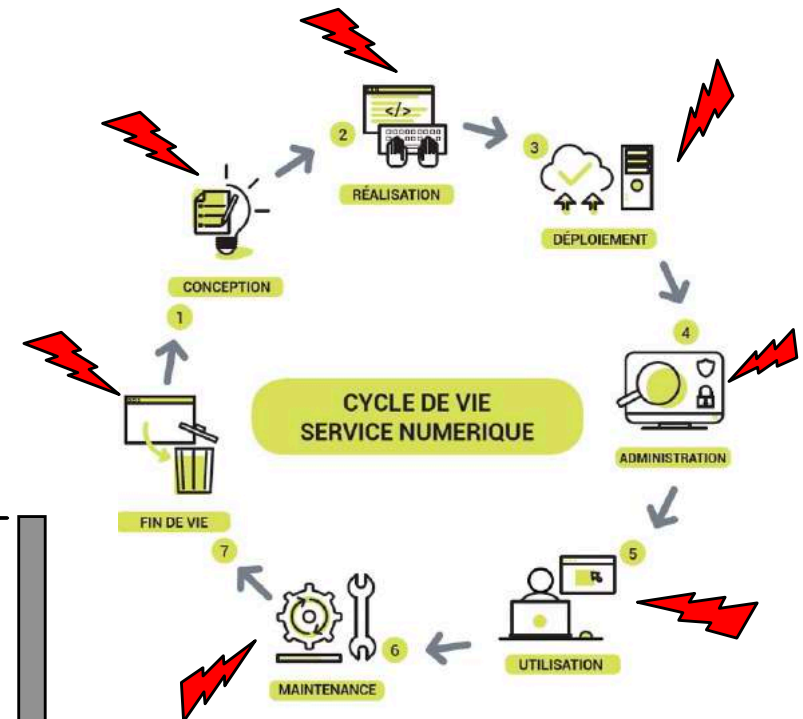 2
</>
RÉALISATION
3
DÉPLOIEMENT
CONCEPTION
1
4
ADMINISTRATION
CYCLE DE VIE
SERVICE NUMERIQUE
FIN DE VIE
7
5
UTILISATION
6
MAINTENANCE